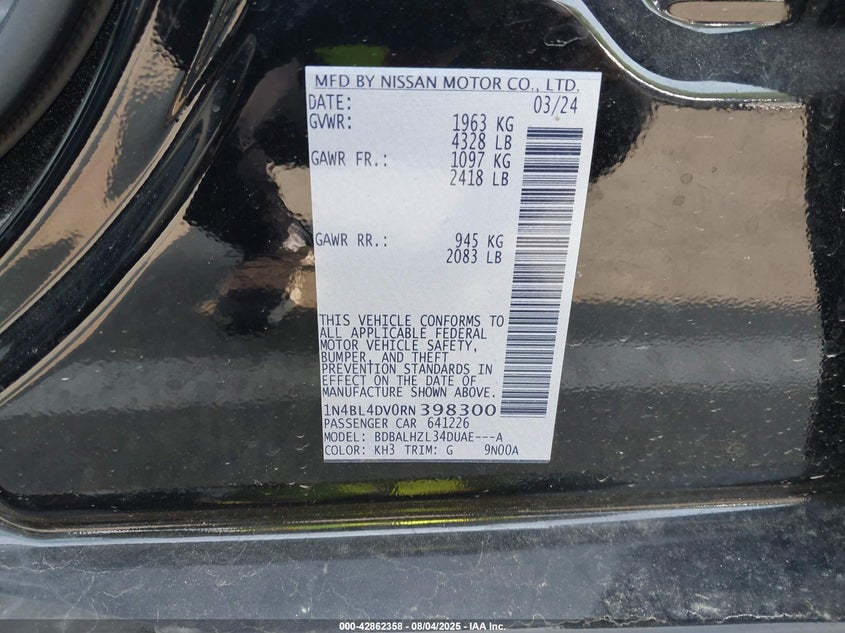 MFD BY NISSAN MOTOR CO., LTD.
DATE: 03/24
GVWR: 1963 KG
4328 LB
GAWR FR.: 1097 KG
2418 LB
GAWR RR.: 945 KG
2083 LB
THIS VEHICLE CONFORMS TO
ALL APPLICABLE FEDERAL
MOTOR VEHICLE SAFETY,
BUMPER, AND THEFT
PREVENTION STANDARDS IN
EFFECT ON THE DATE OF
MANUFACTURE SHOWN ABOVE.
1N4BL4DV0RN398300
PASSENGER CAR 641226
MODEL: BDBALHZL34DUAE---A
COLOR: KH3 TRIM: G 9N00A
000-42862358 - 08/04/2025 - IAA Inc.